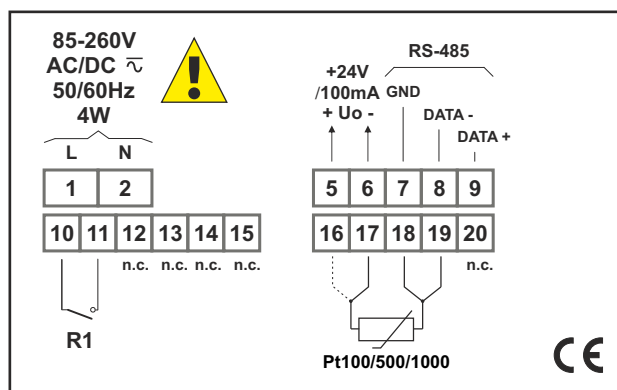 85-260V
AC/DC
50/60Hz
4W
L N
1 2
10 11 12 13 14 15
n.c. n.c. n.c. n.c.
R1
RS-485
+24V
/100mA
+ Uo -
GND
DATA -
DATA +
5 6 7 8 9
16 17 18 19 20
n.c.
Pt100/500/1000
CE